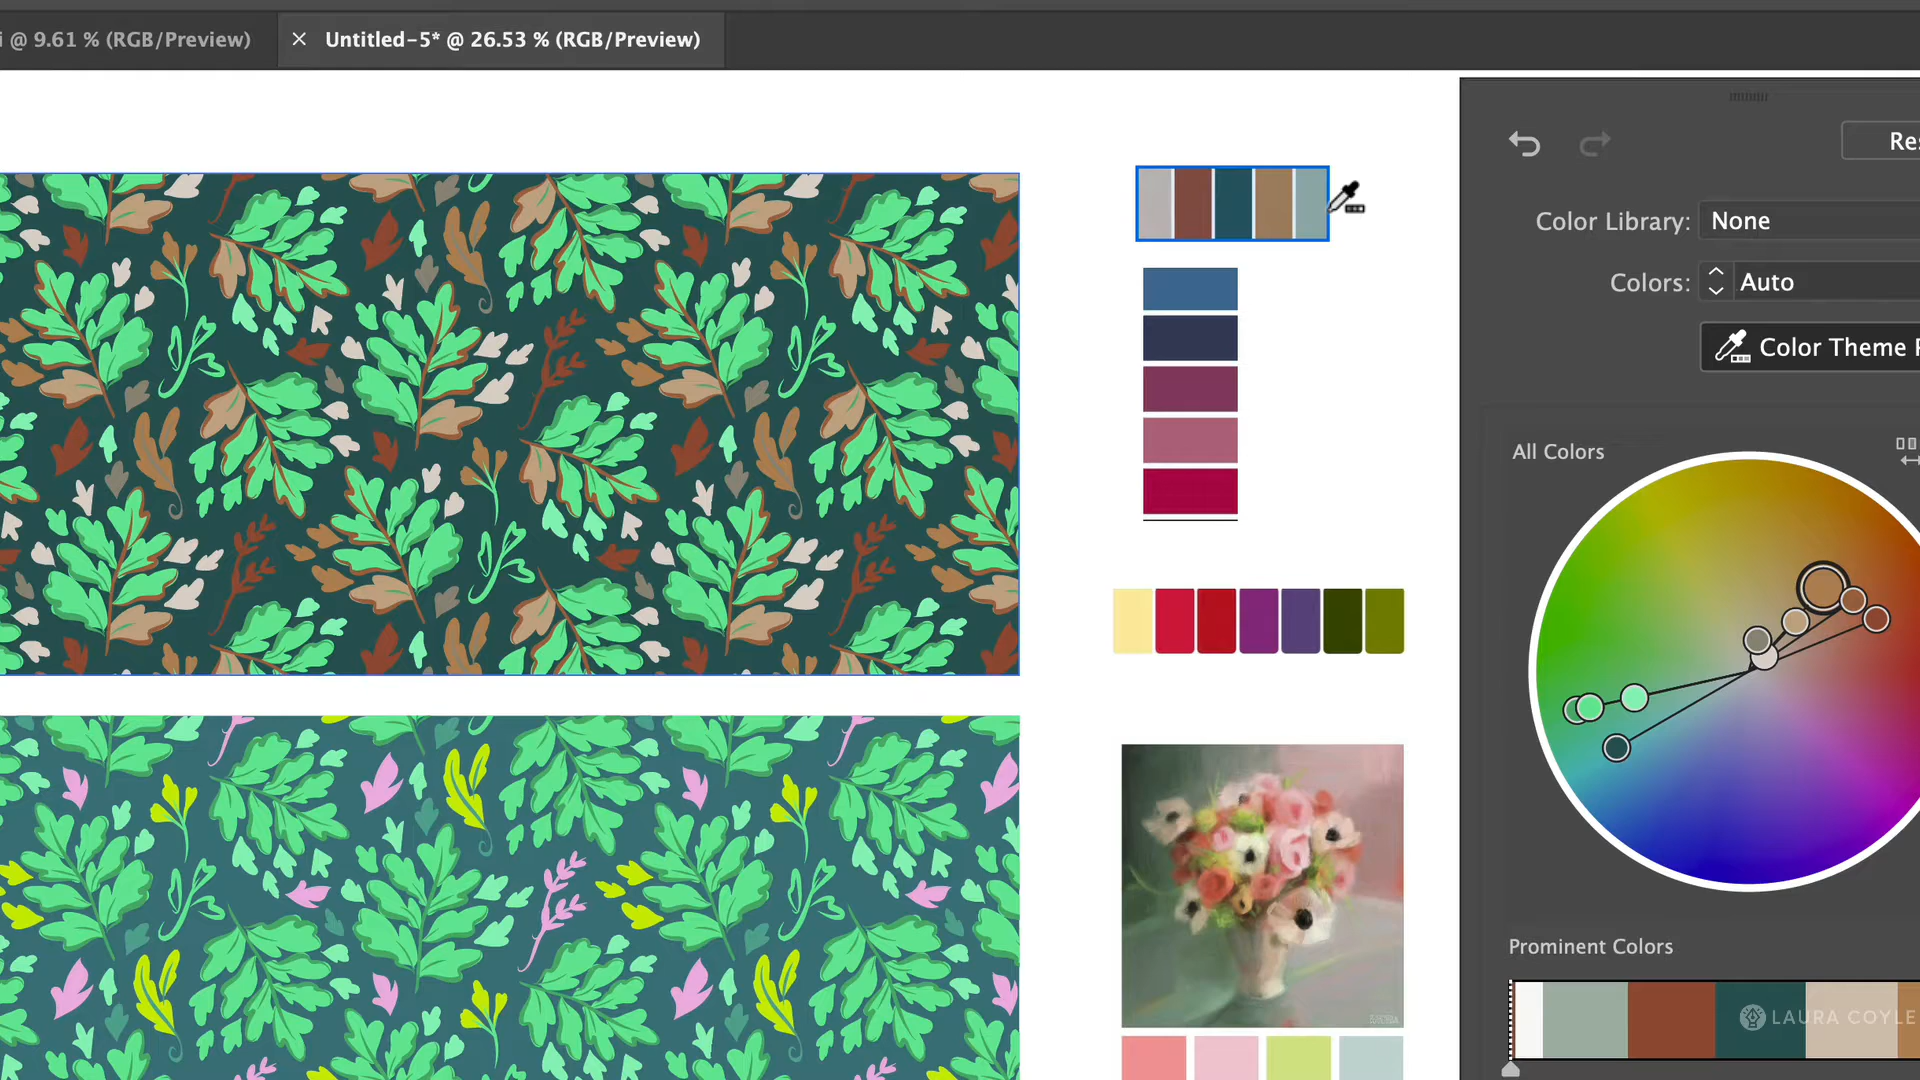 i @ 9.61 % (RGB/Preview)
× Untitled-5* @ 26.53 % (RGB/Preview)
Res
Color Library: None
Colors: Auto
Color Theme P
All Colors
Prominent Colors
LAURA COYLE